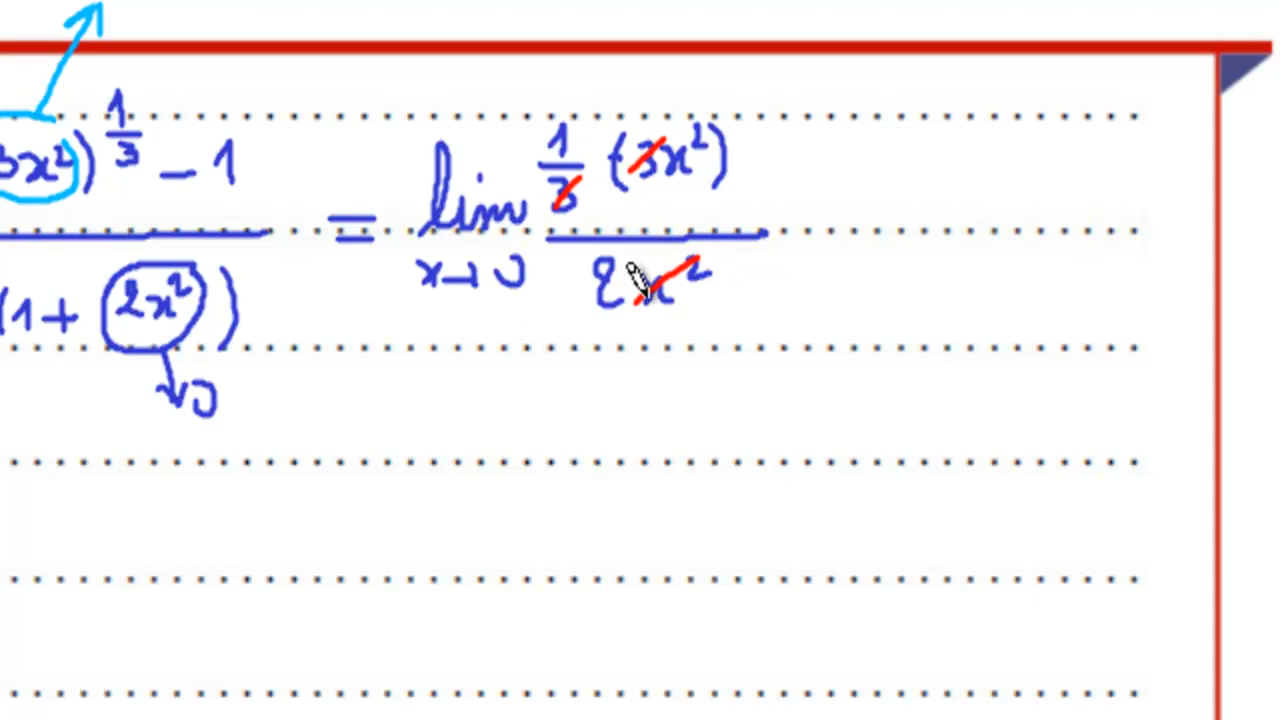 3x²)^(1/3) - 1 = lim x→0 1/3 (-3x²) / 2x²
(1 + 2x²)
0